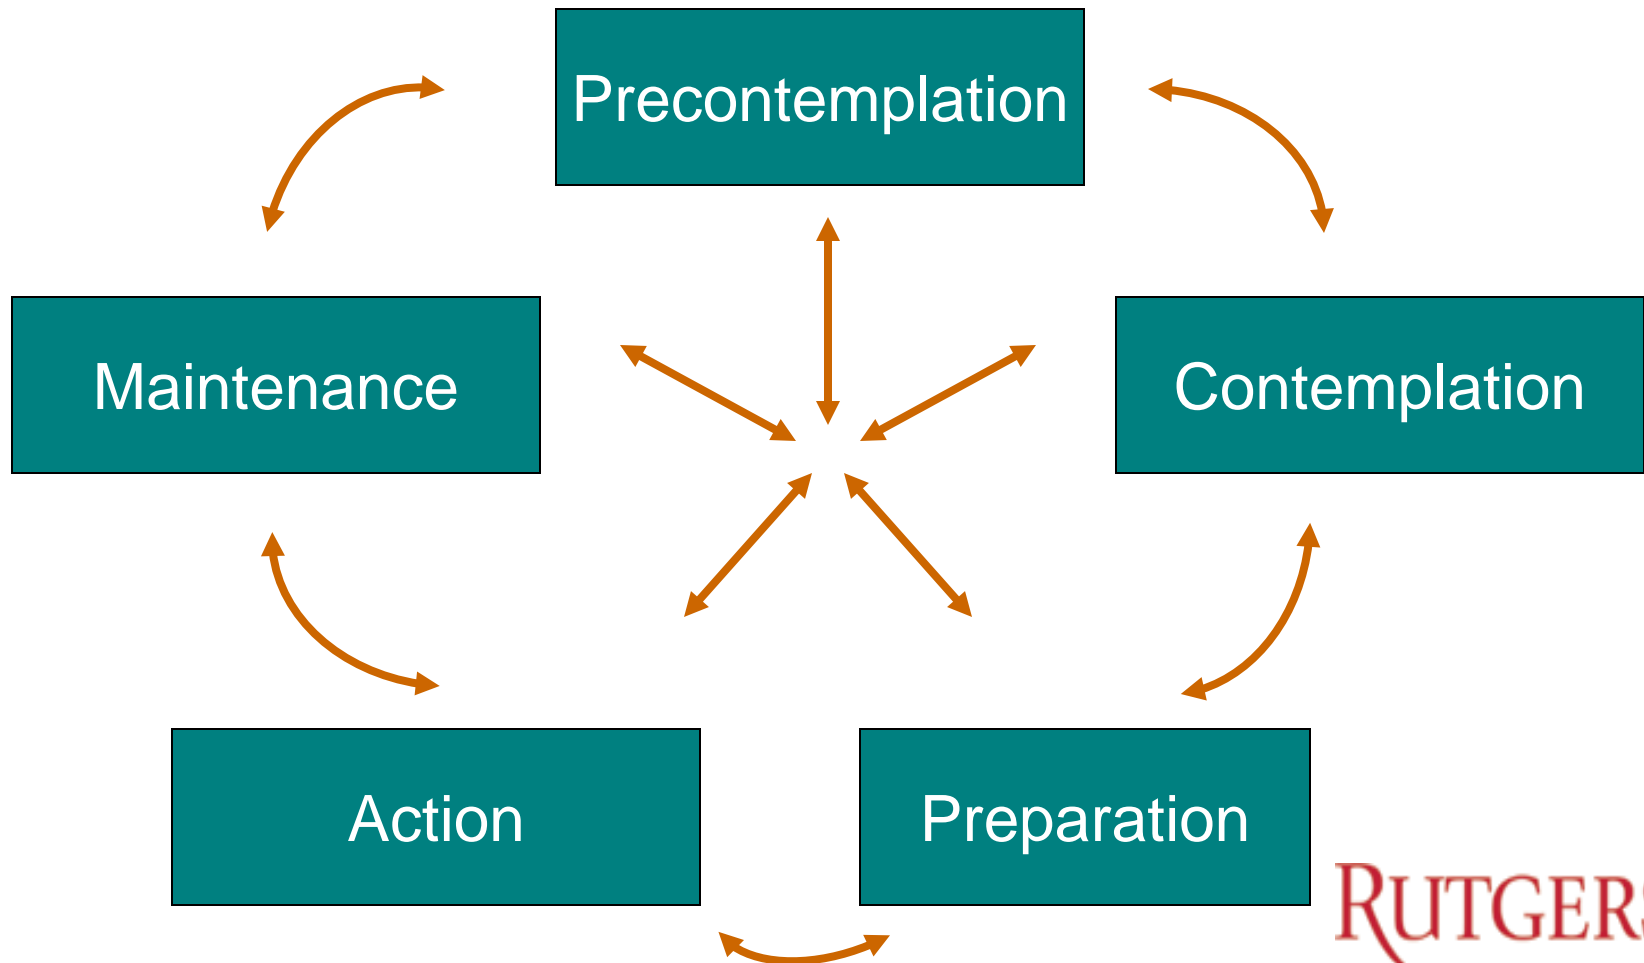 Precontemplation
Maintenance
Contemplation
Action
Preparation
RUTGERS